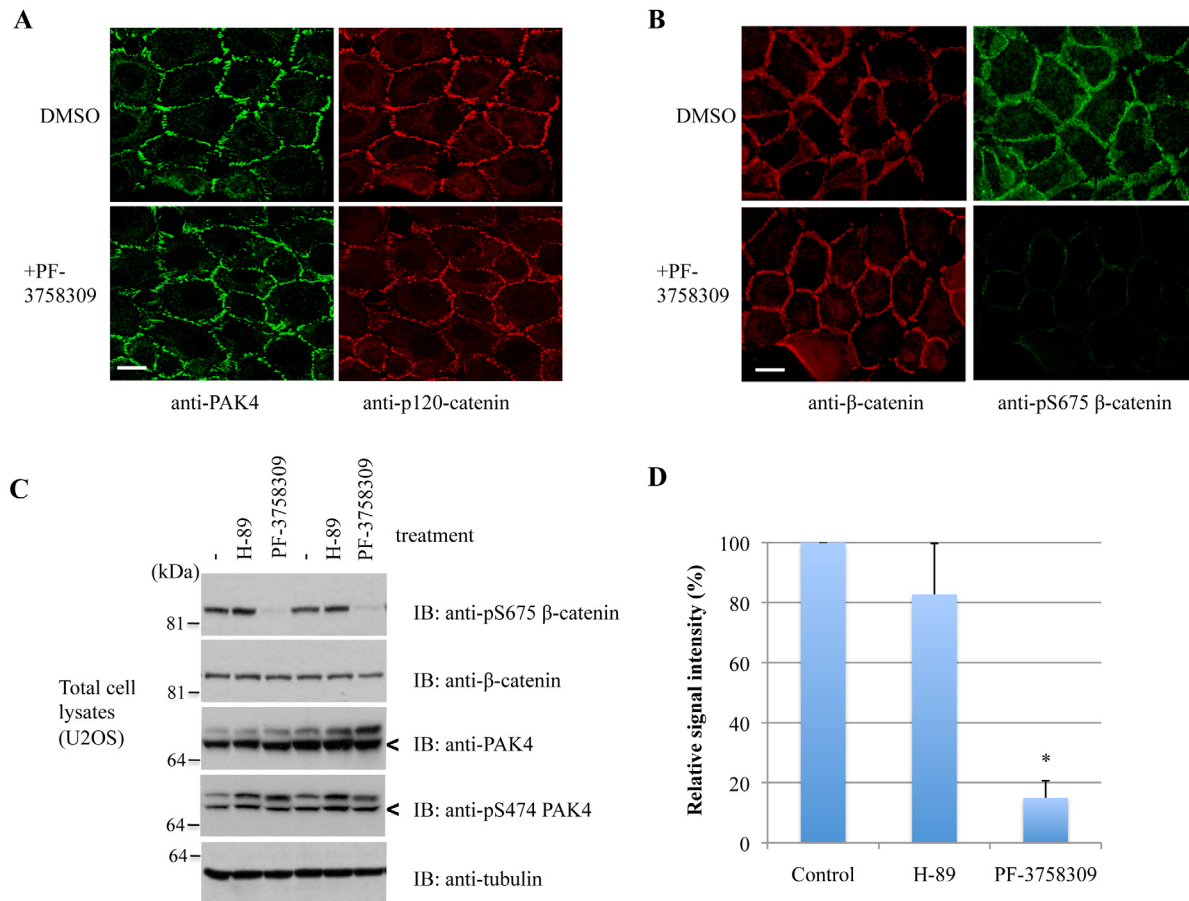 A
DMSO
+PF-
3758309
anti-PAK4
anti-p120-catenin
B
DMSO
+PF-
3758309
anti-β-catenin
anti-pS675 β-catenin
C
-
H-89
PF-3758309
-
H-89
PF-3758309
treatment
(kDa)
81
IB: anti-pS675 β-catenin
81
IB: anti-β-catenin
Total cell
lysates
(U2OS)
64
< IB: anti-PAK4
64
< IB: anti-pS474 PAK4
64
IB: anti-tubulin
D
Relative signal intensity (%)
100
80
60
40
20
0
*
Control
H-89
PF-3758309